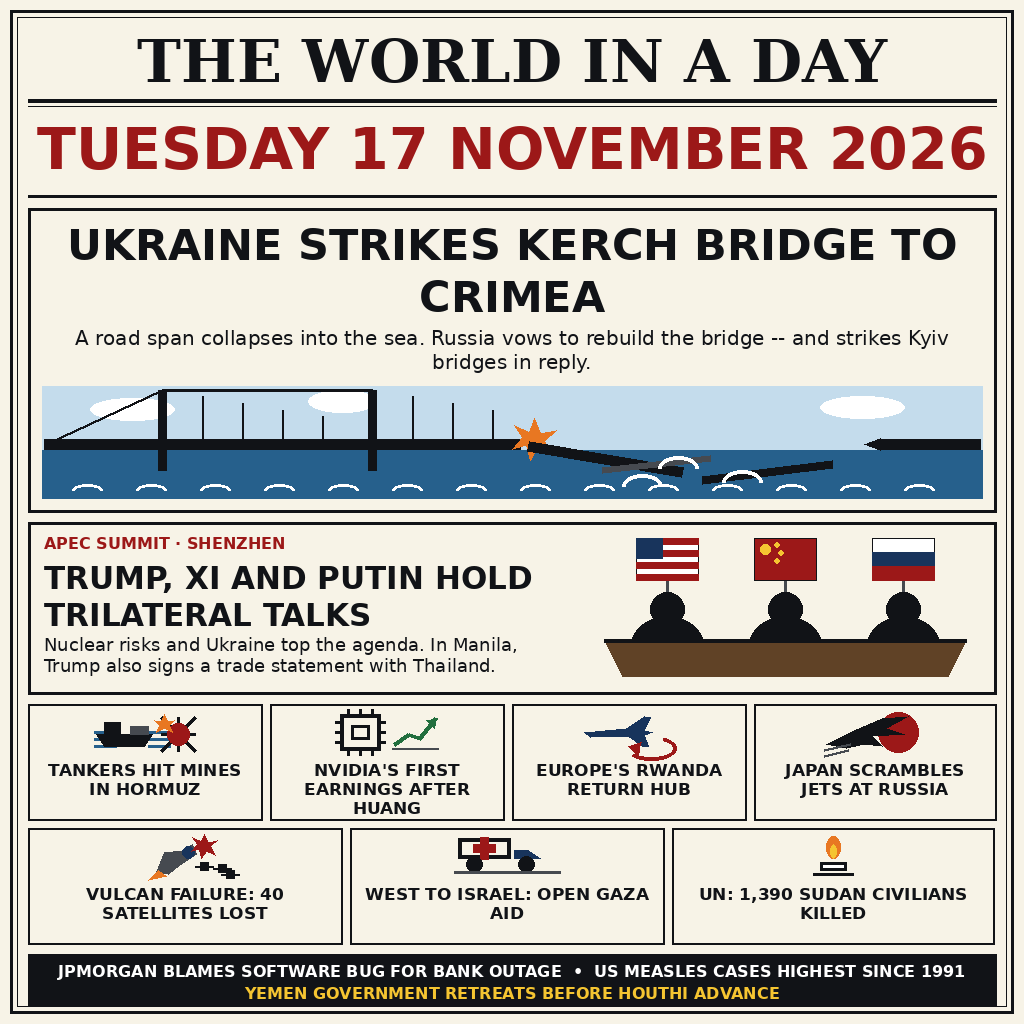 THE WORLD IN A DAY
TUESDAY 17 NOVEMBER 2026
UKRAINE STRIKES KERCH BRIDGE TO
CRIMEA
A road span collapses into the sea. Russia vows to rebuild the bridge -- and strikes Kyiv
bridges in reply.
APEC SUMMIT · SHENZHEN
TRUMP, XI AND PUTIN HOLD
TRILATERAL TALKS
Nuclear risks and Ukraine top the agenda. In Manila,
Trump also signs a trade statement with Thailand.
TANKERS HIT MINES
IN HORMUZ
NVIDIA'S FIRST
EARNINGS AFTER
HUANG
EUROPE'S RWANDA
RETURN HUB
JAPAN SCRAMBLES
JETS AT RUSSIA
VULCAN FAILURE: 40
SATELLITES LOST
WEST TO ISRAEL: OPEN GAZA
AID
UN: 1,390 SUDAN CIVILIANS
KILLED
JPMORGAN BLAMES SOFTWARE BUG FOR BANK OUTAGE • US MEASLES CASES HIGHEST SINCE 1991
YEMEN GOVERNMENT RETREATS BEFORE HOUTHI ADVANCE